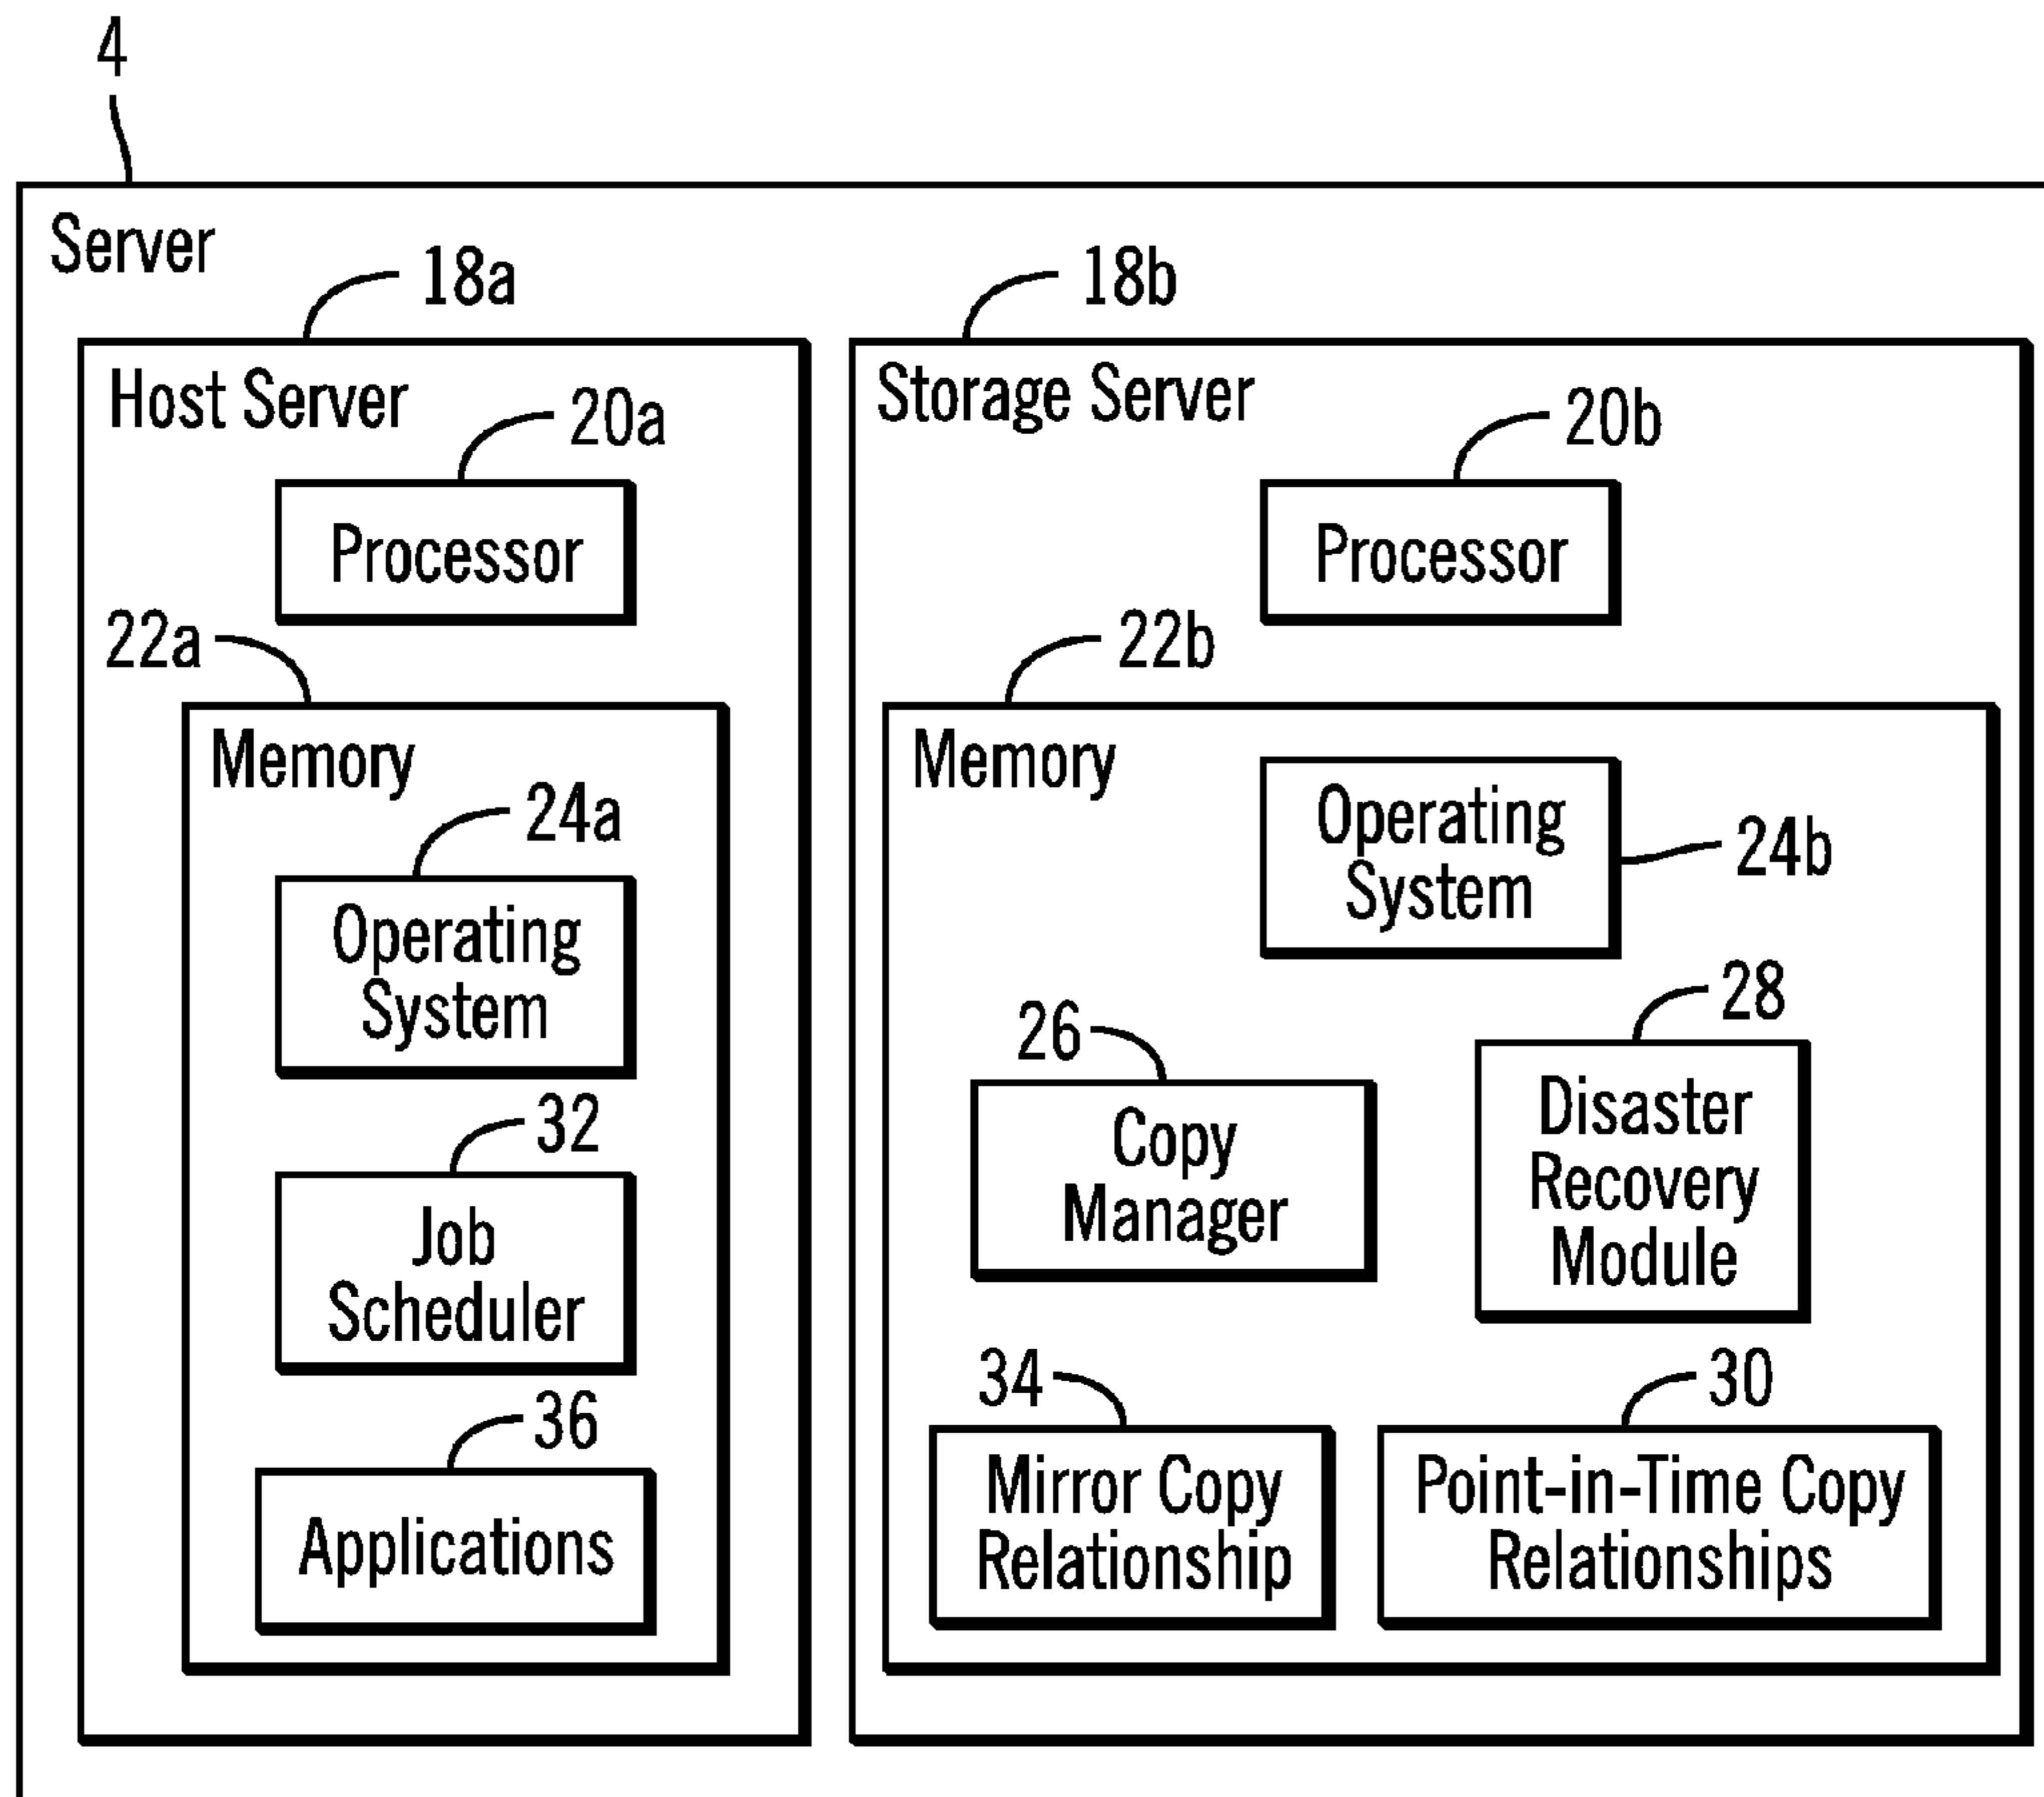 4
Server
18a
Host Server
20a
Processor
22a
Memory
24a
Operating
System
32
Job
Scheduler
36
Applications
18b
Storage Server
20b
Processor
22b
Memory
Operating
System
24b
26
Copy
Manager
28
Disaster
Recovery
Module
34
Mirror Copy
Relationship
30
Point-in-Time Copy
Relationships